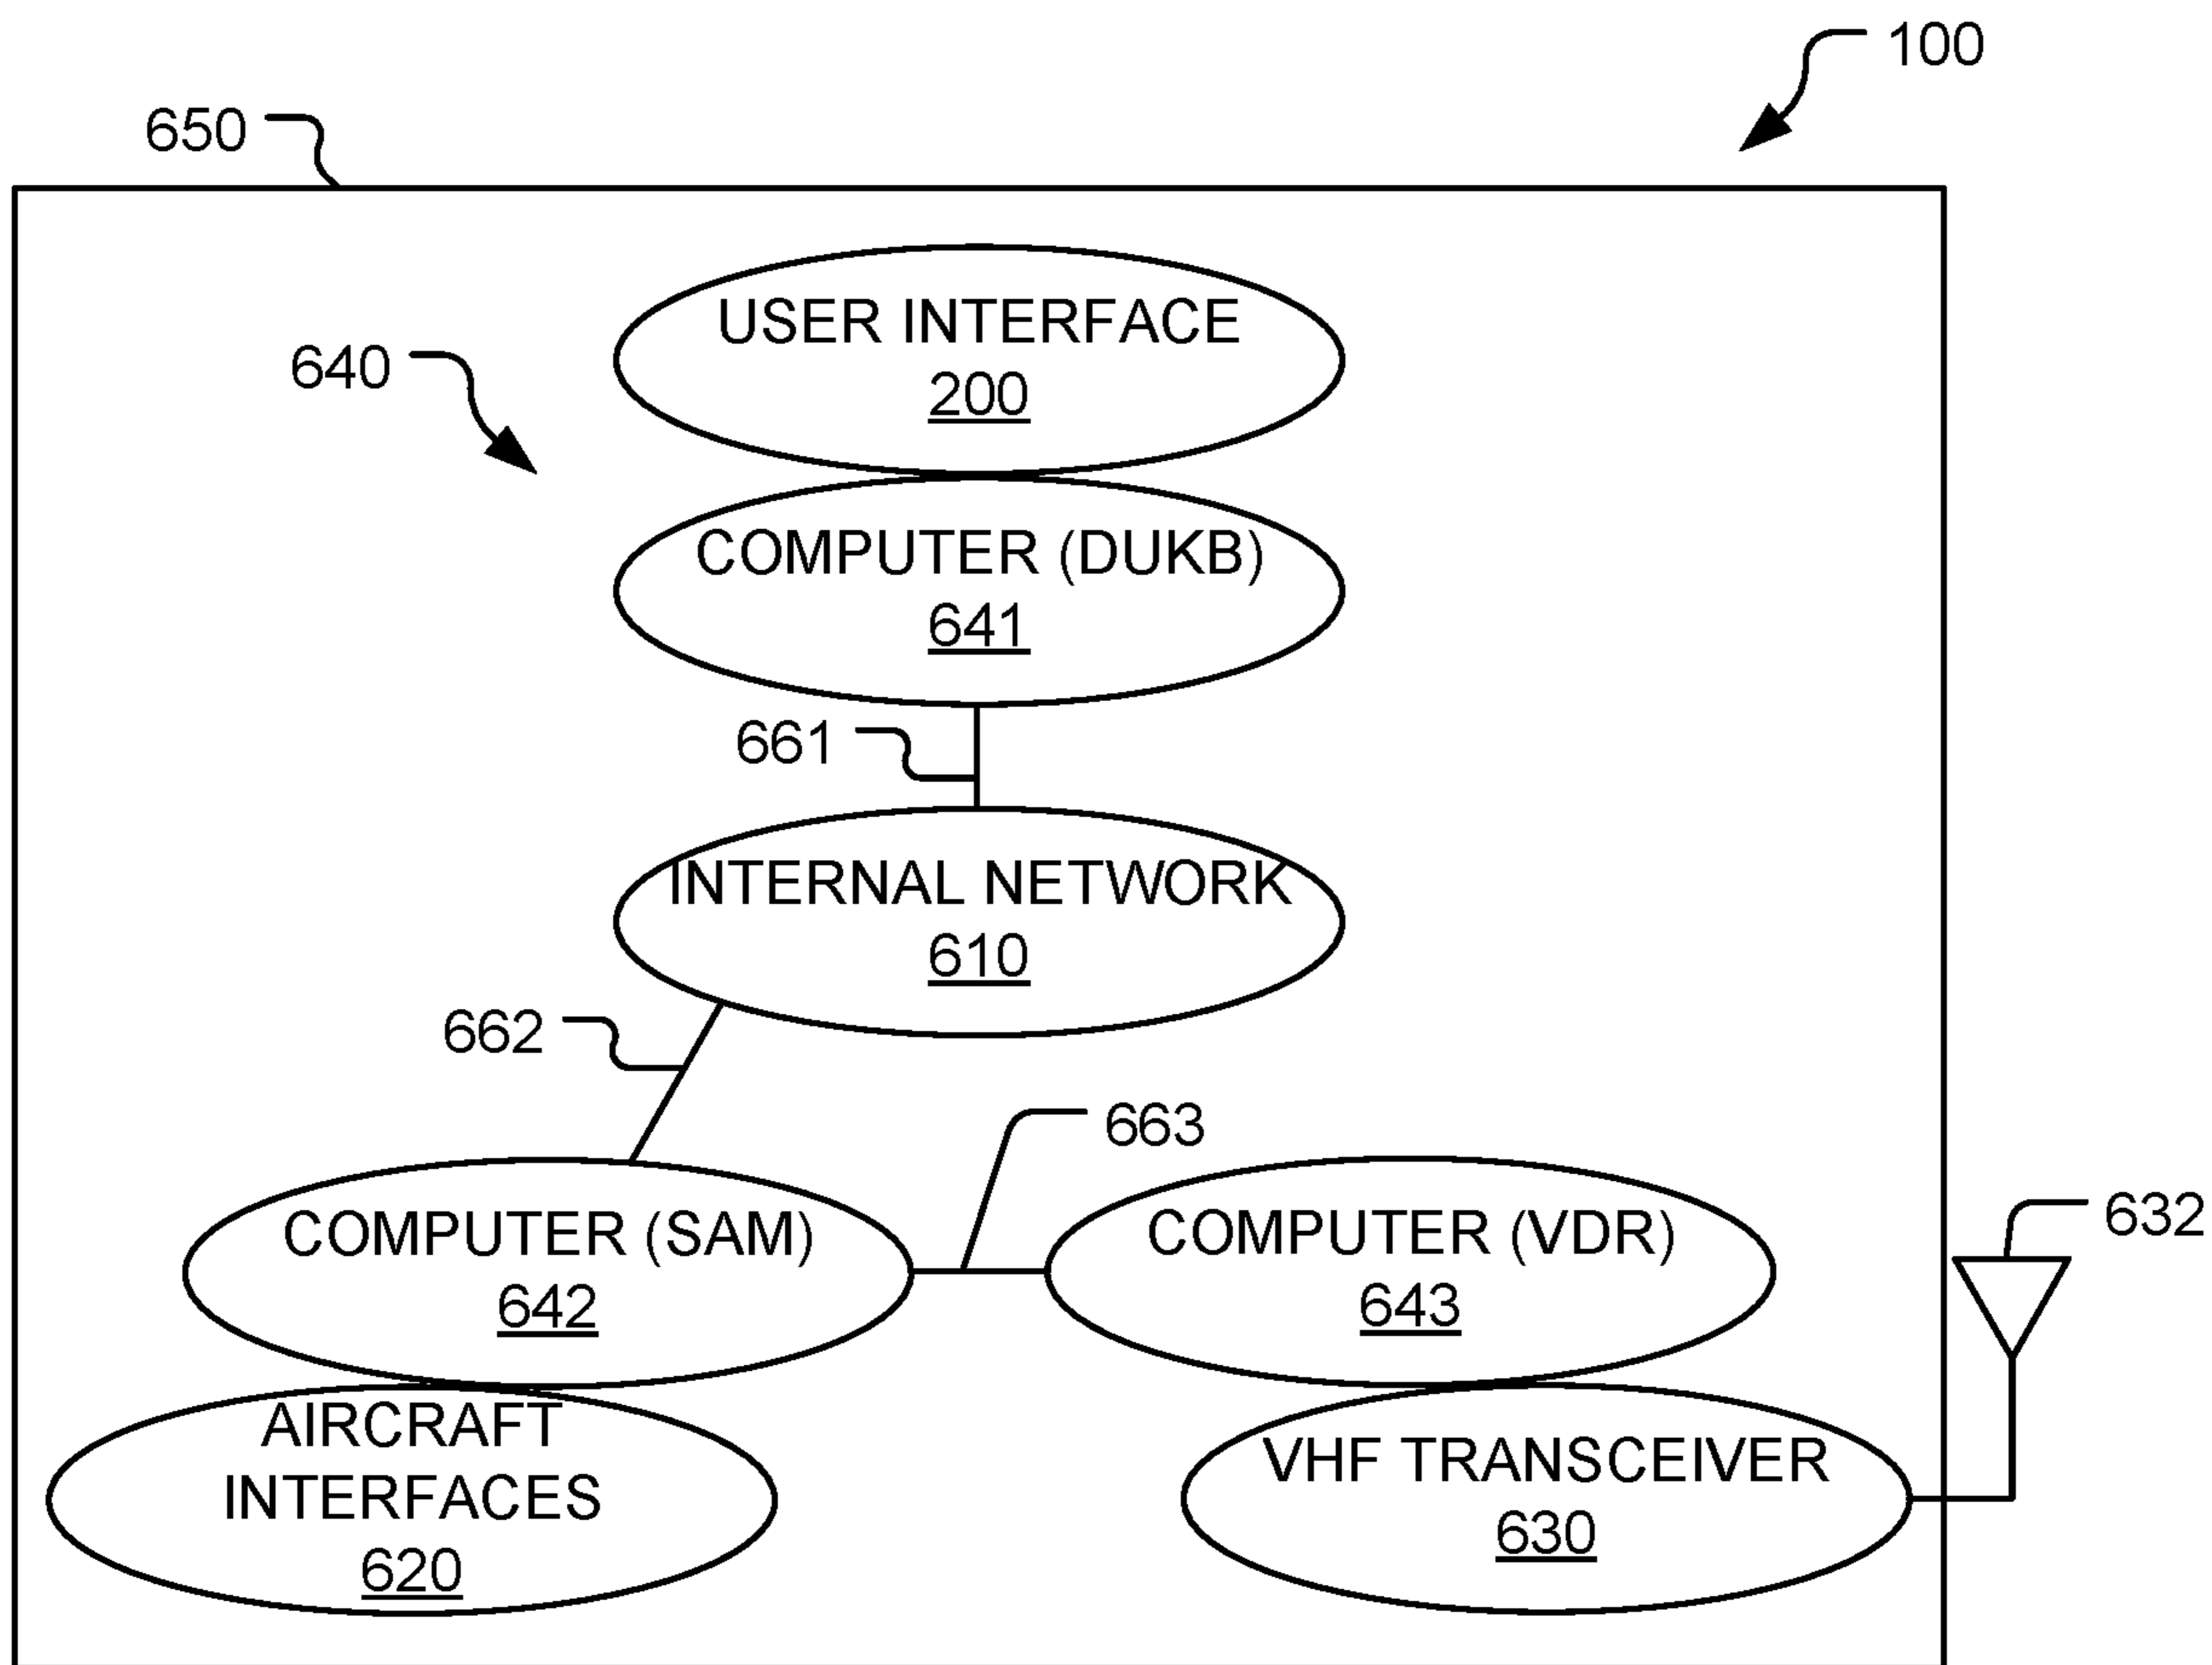 100
650
USER INTERFACE
200
640
COMPUTER (DUKB)
641
661
INTERNAL NETWORK
610
662
663
COMPUTER (SAM)
642
COMPUTER (VDR)
643
632
AIRCRAFT
INTERFACES
620
VHF TRANSCEIVER
630